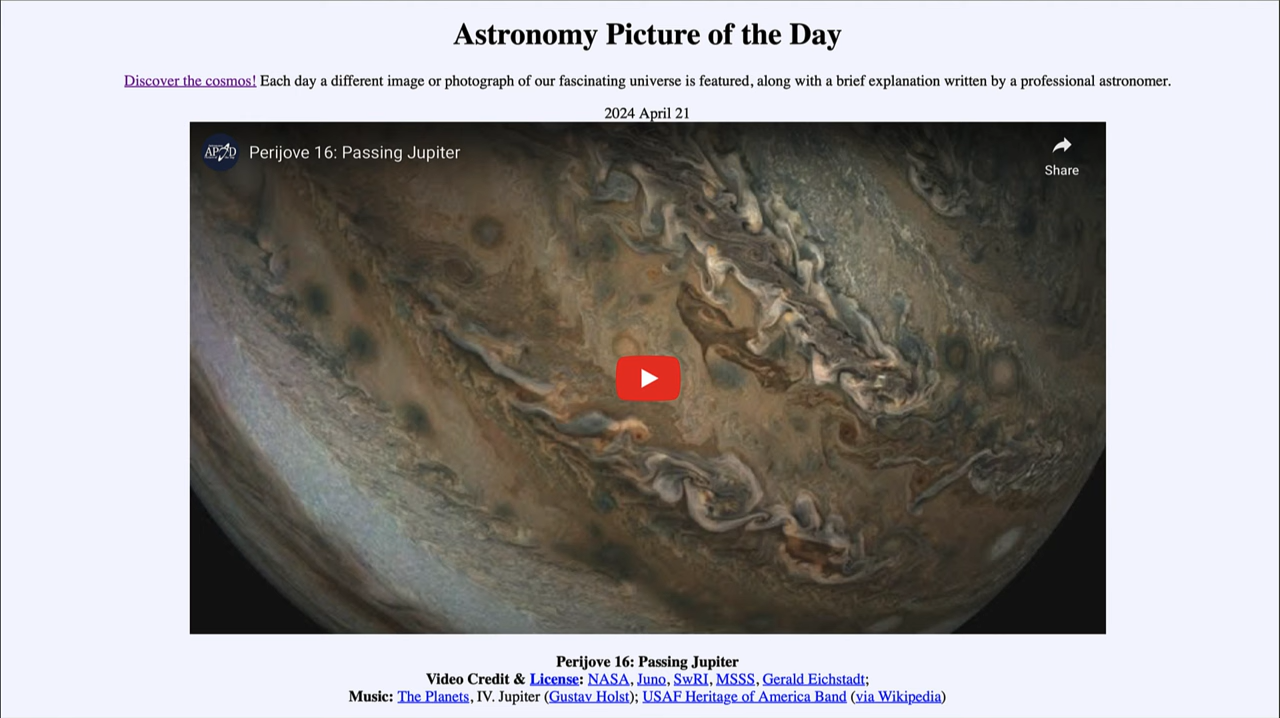 Astronomy Picture of the Day
Discover the cosmos! Each day a different image or photograph of our fascinating universe is featured, along with a brief explanation written by a professional astronomer.
2024 April 21
APOD Perijove 16: Passing Jupiter
Share
Perijove 16: Passing Jupiter
Video Credit & License: NASA, Juno, SwRI, MSSS, Gerald Eichstadt;
Music: The Planets, IV. Jupiter (Gustav Holst); USAF Heritage of America Band (via Wikipedia)